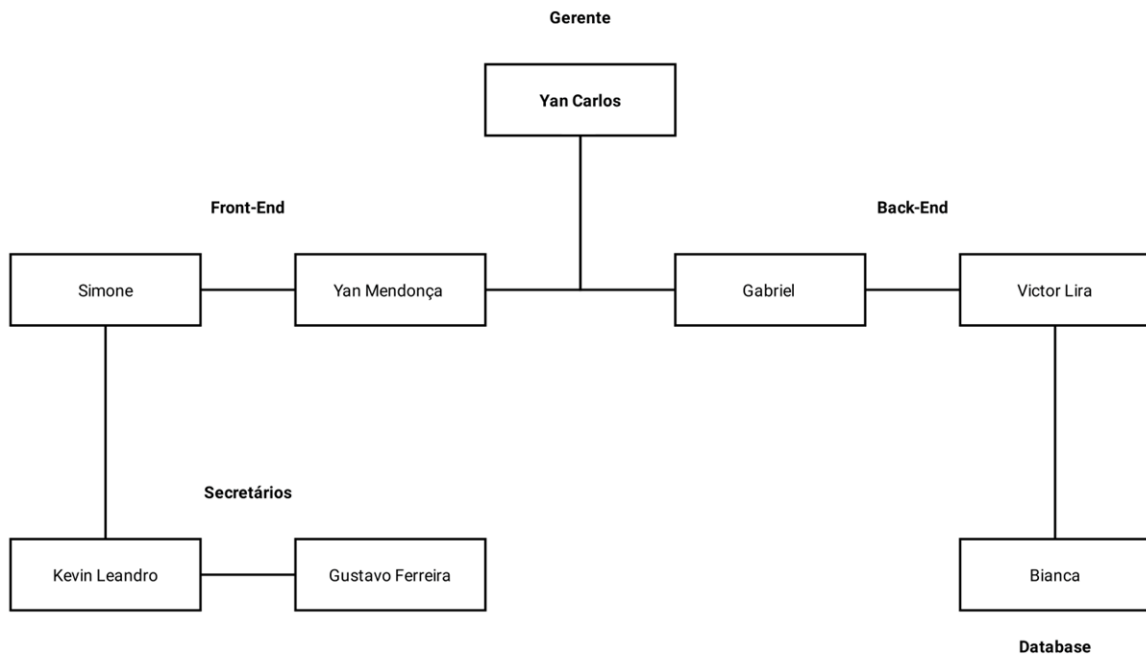 Gerente
Yan Carlos
Front-End
Back-End
Simone
Yan Mendonça
Gabriel
Victor Lira
Secretários
Kevin Leandro
Gustavo Ferreira
Bianca
Database